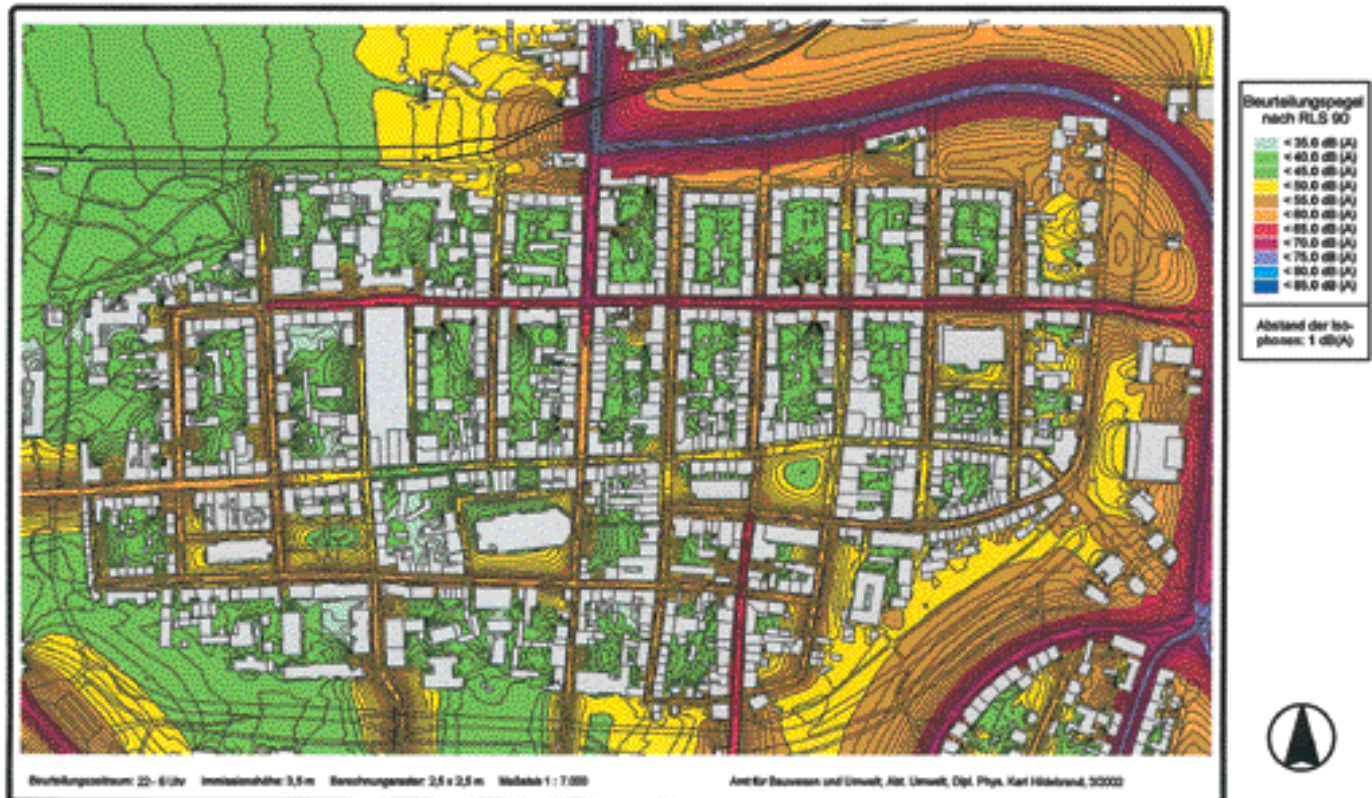 Beurteilungspegel
nach RLS 90
< 35.0 dB (A)
< 40.0 dB (A)
< 45.0 dB (A)
< 50.0 dB (A)
< 55.0 dB (A)
< 60.0 dB (A)
< 65.0 dB (A)
< 70.0 dB (A)
< 75.0 dB (A)
< 80.0 dB (A)
< 85.0 dB (A)
Abstand der Iso-
phonen: 1 dB(A)
Beurteilungszeitraum: 22- 6 Uhr Immissionshöhe: 3,5 m Berechnungsraster: 2,5 x 2,5 m Maßstab 1 : 7.000 Amt für Bauwesen und Umwelt, Abt. Umwelt, Dipl. Phys. Karl Hildebrand, 3/2002